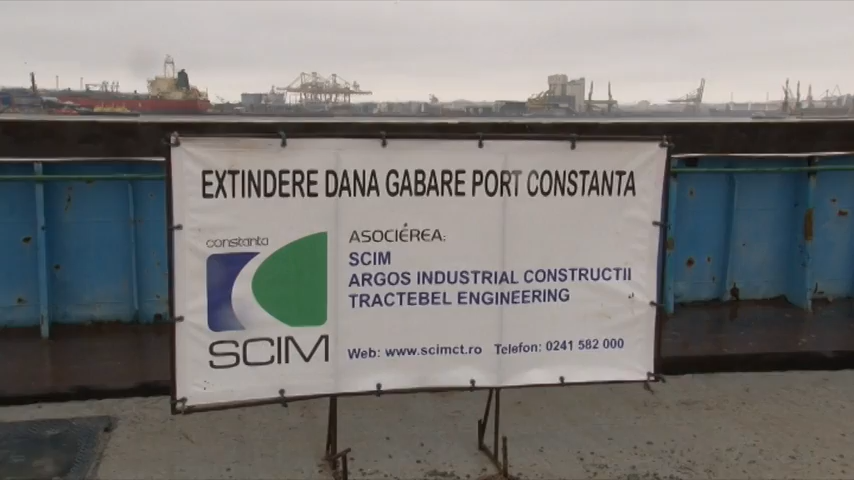 EXTINDERE DANA GABARE PORT CONSTANTA
constanta
SCIM
ASOCIEREA:
SCIM
ARGOS INDUSTRIAL CONSTRUCTII
TRACTEBEL ENGINEERING
Web: www.scimct.ro Telefon: 0241 582 000